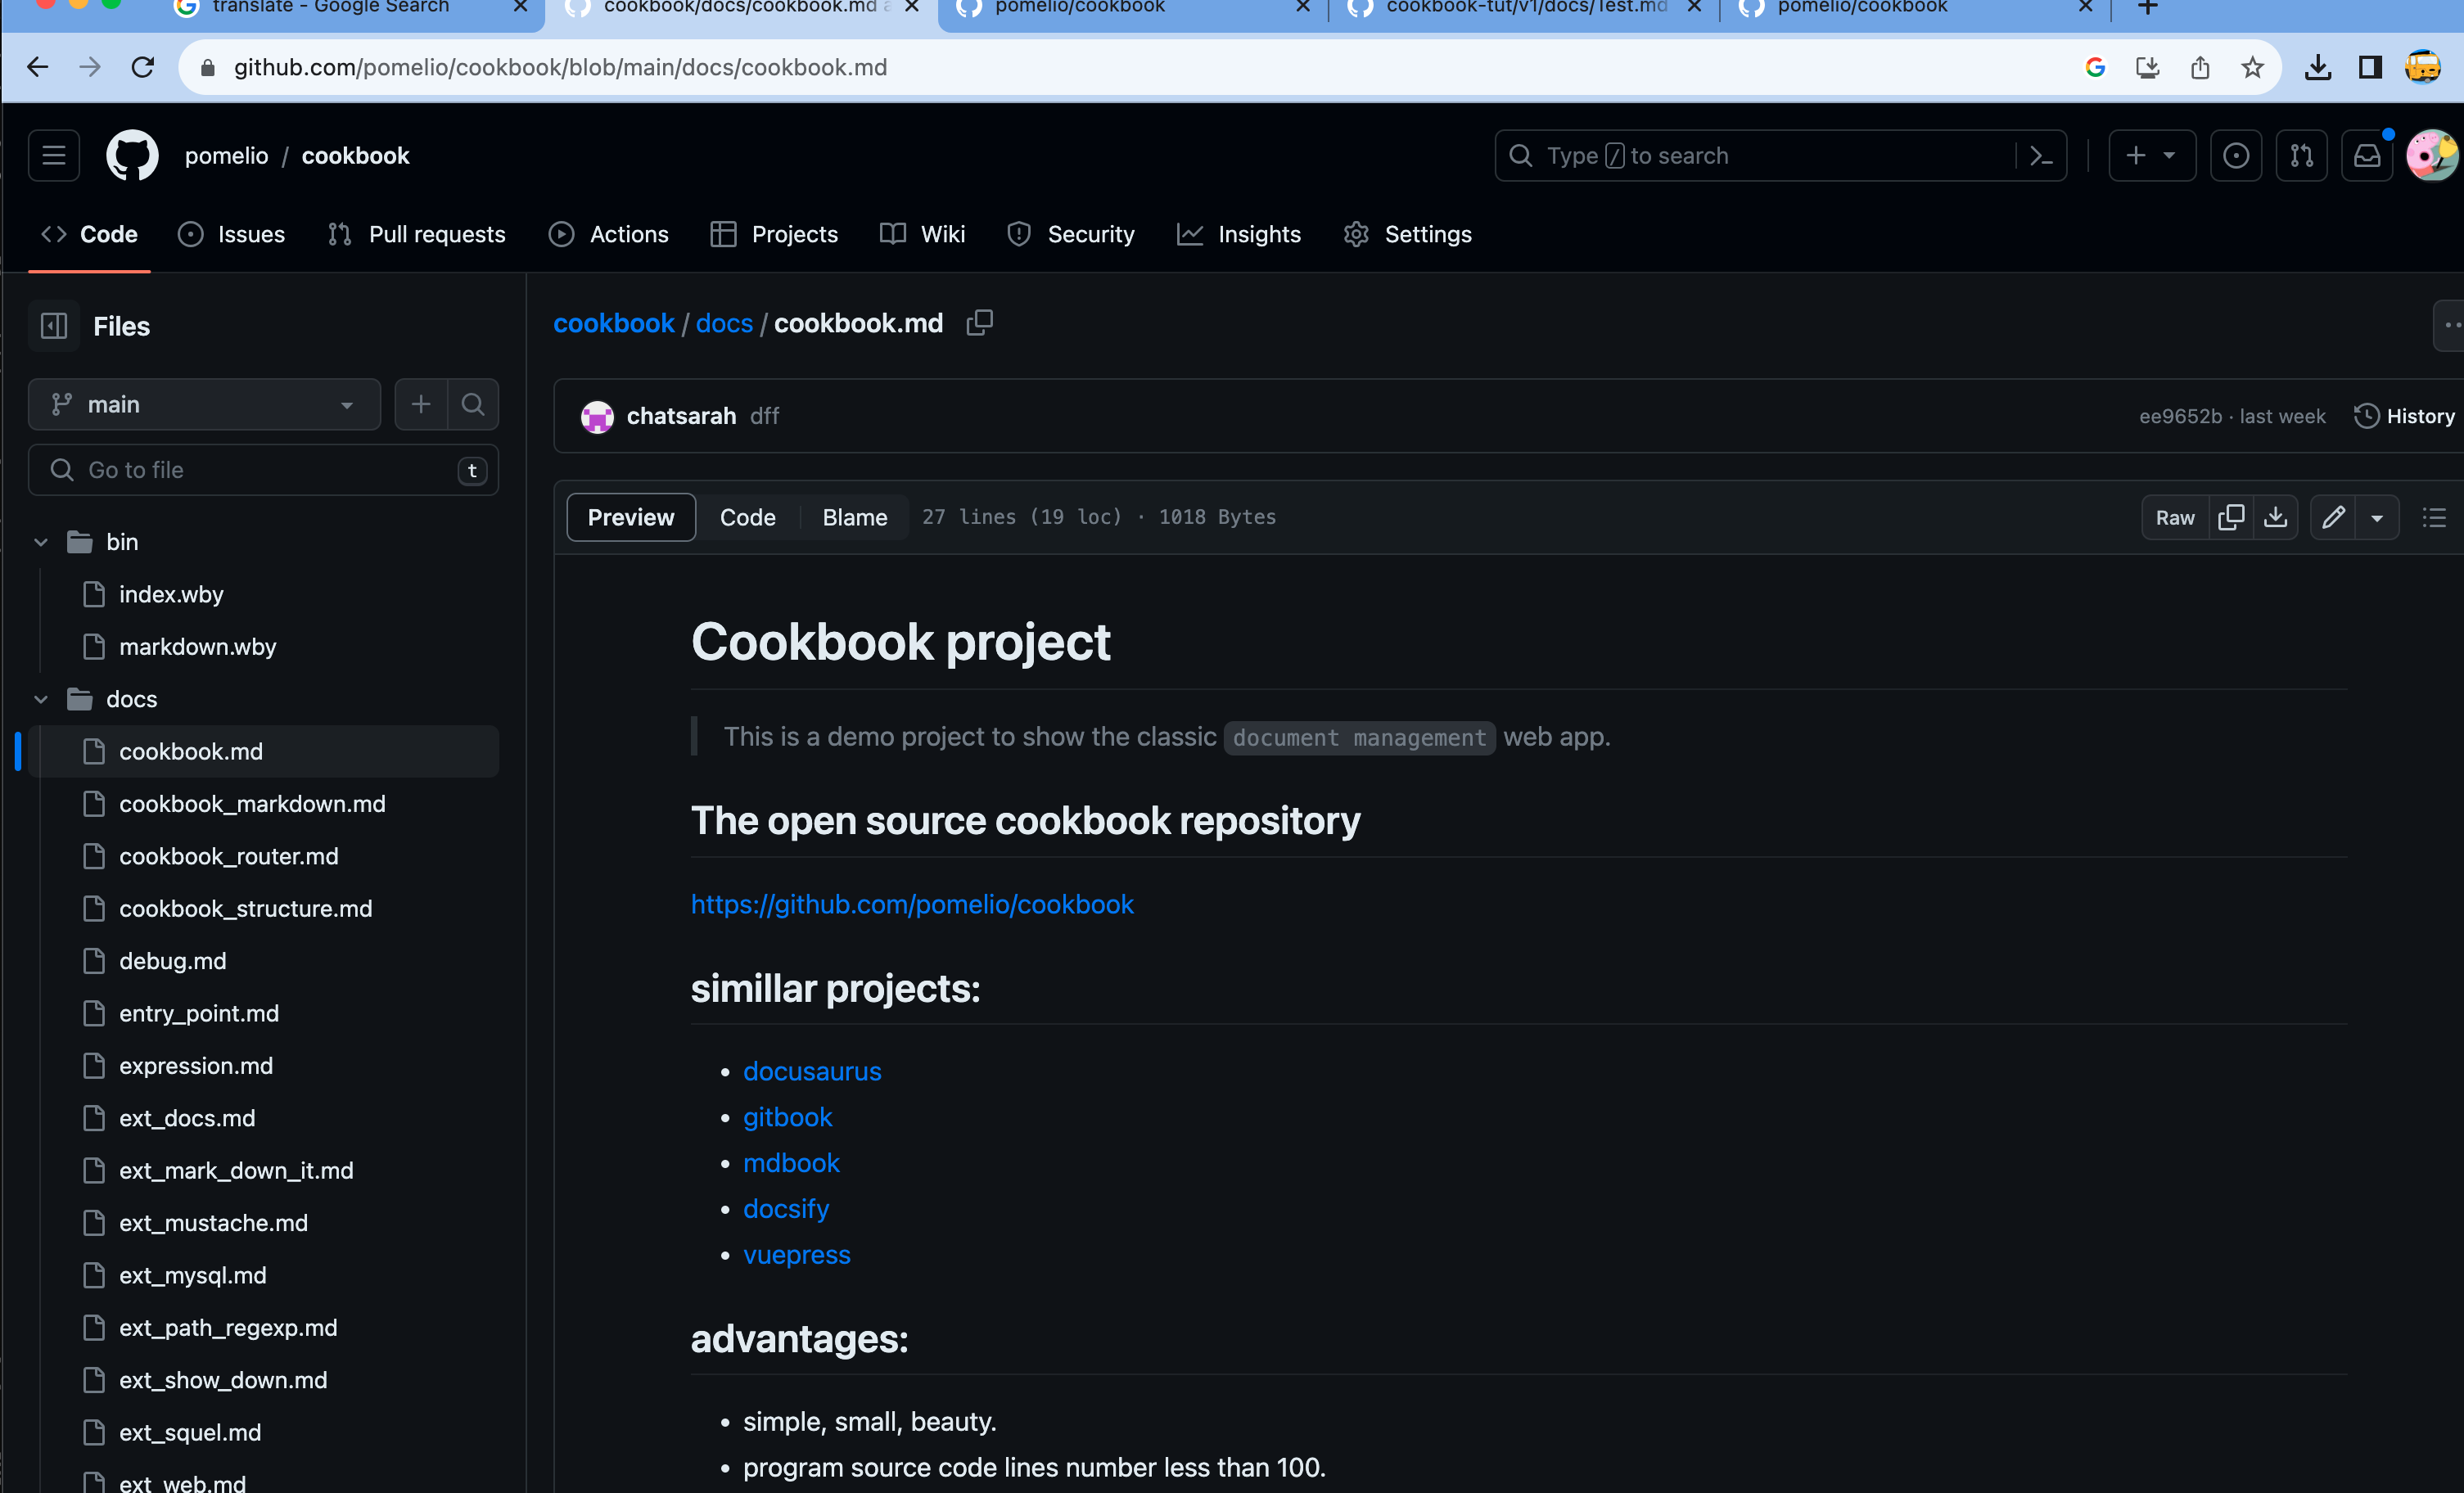 translate - Google Search
cookbook/docs/cookbook.md a
pomelio/cookbook
cookbook-tut/v1/docs/Test.md
pomelio/cookbook
github.com/pomelio/cookbook/blob/main/docs/cookbook.md
pomelio / cookbook
Type / to search
Code
Issues
Pull requests
Actions
Projects
Wiki
Security
Insights
Settings
Files
main
Go to file
t
bin
index.wby
markdown.wby
docs
cookbook.md
cookbook_markdown.md
cookbook_router.md
cookbook_structure.md
debug.md
entry_point.md
expression.md
ext_docs.md
ext_mark_down_it.md
ext_mustache.md
ext_mysql.md
ext_path_regexp.md
ext_show_down.md
ext_squel.md
ext_web.md
cookbook / docs / cookbook.md
chatsarah dff
ee9652b · last week
History
Preview
Code
Blame
27 lines (19 loc) · 1018 Bytes
Raw
Cookbook project
This is a demo project to show the classic document management web app.
The open source cookbook repository
https://github.com/pomelio/cookbook
simillar projects:
• docusaurus
• gitbook
• mdbook
• docsify
• vuepress
advantages:
• simple, small, beauty.
• program source code lines number less than 100.